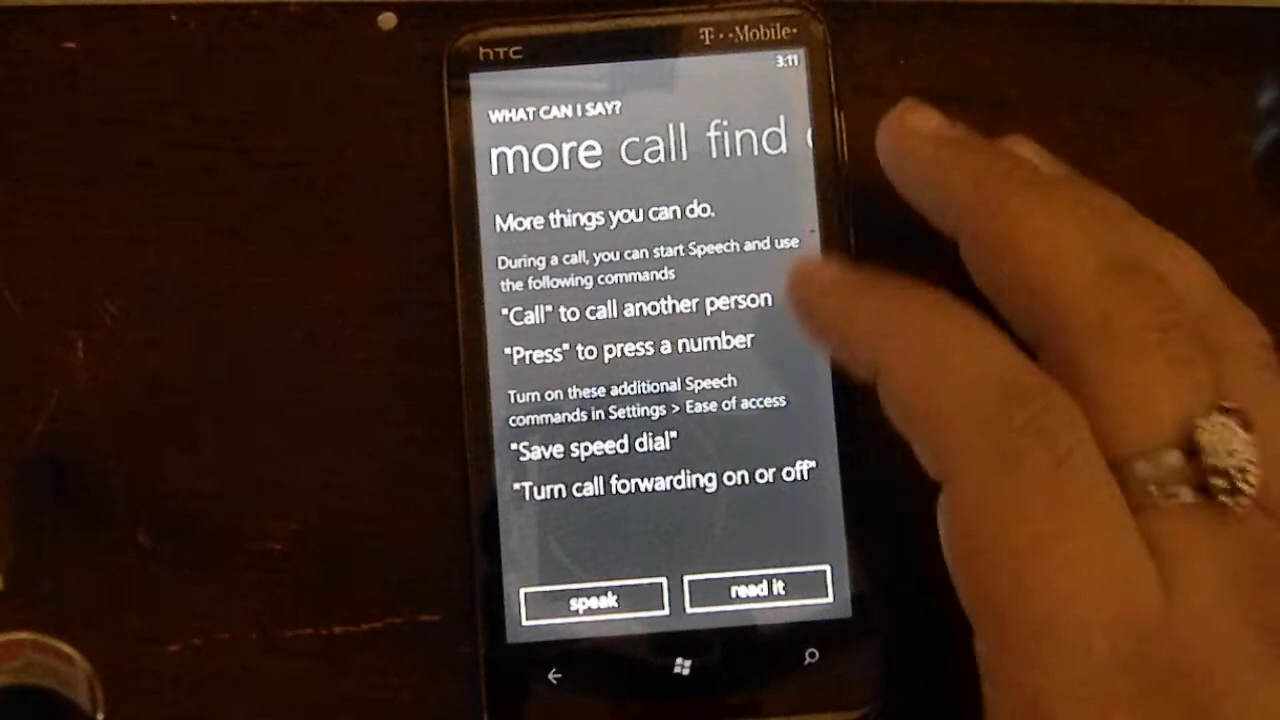 hTC
T··Mobile·
3:11
WHAT CAN I SAY?
more call find
More things you can do.
During a call, you can start Speech and use
the following commands
"Call" to call another person
"Press" to press a number
Turn on these additional Speech
commands in Settings > Ease of access
"Save speed dial"
"Turn call forwarding on or off"
speak
read it